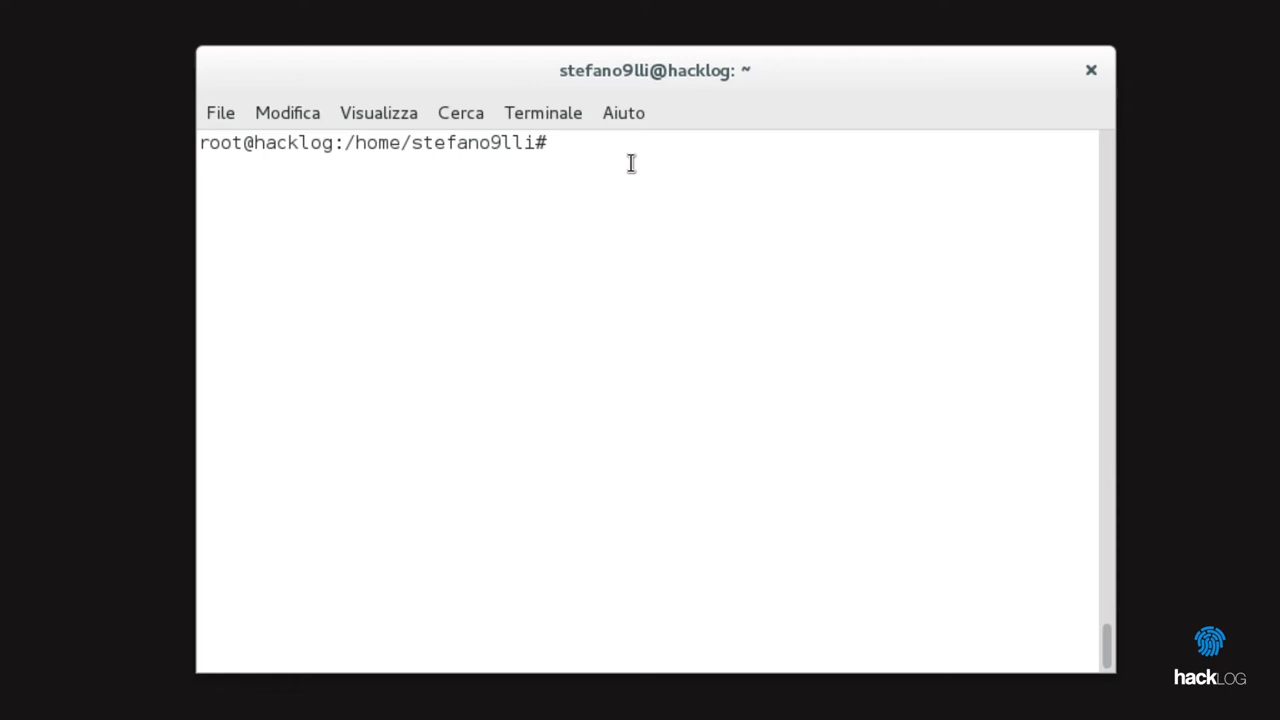 stefano9lli@hacklog: ~
File Modifica Visualizza Cerca Terminale Aiuto
root@hacklog:/home/stefano9lli#
hackLOG